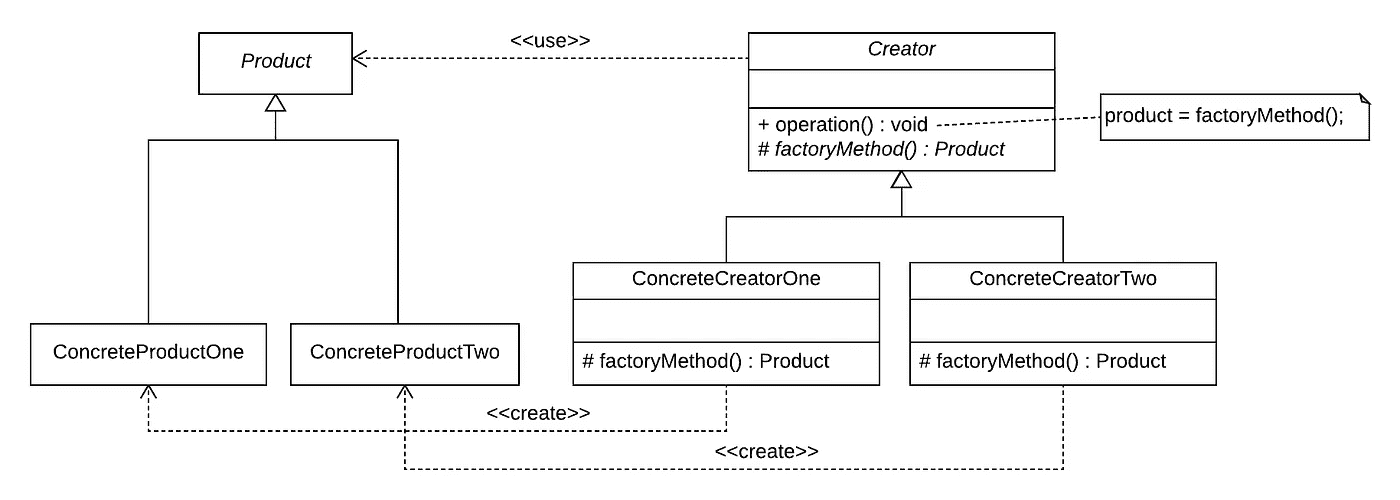 <<use>>
Product
Creator
+ operation() : void
# factoryMethod() : Product
product = factoryMethod();
ConcreteCreatorOne
# factoryMethod() : Product
ConcreteCreatorTwo
# factoryMethod() : Product
ConcreteProductOne
ConcreteProductTwo
<<create>>
<<create>>